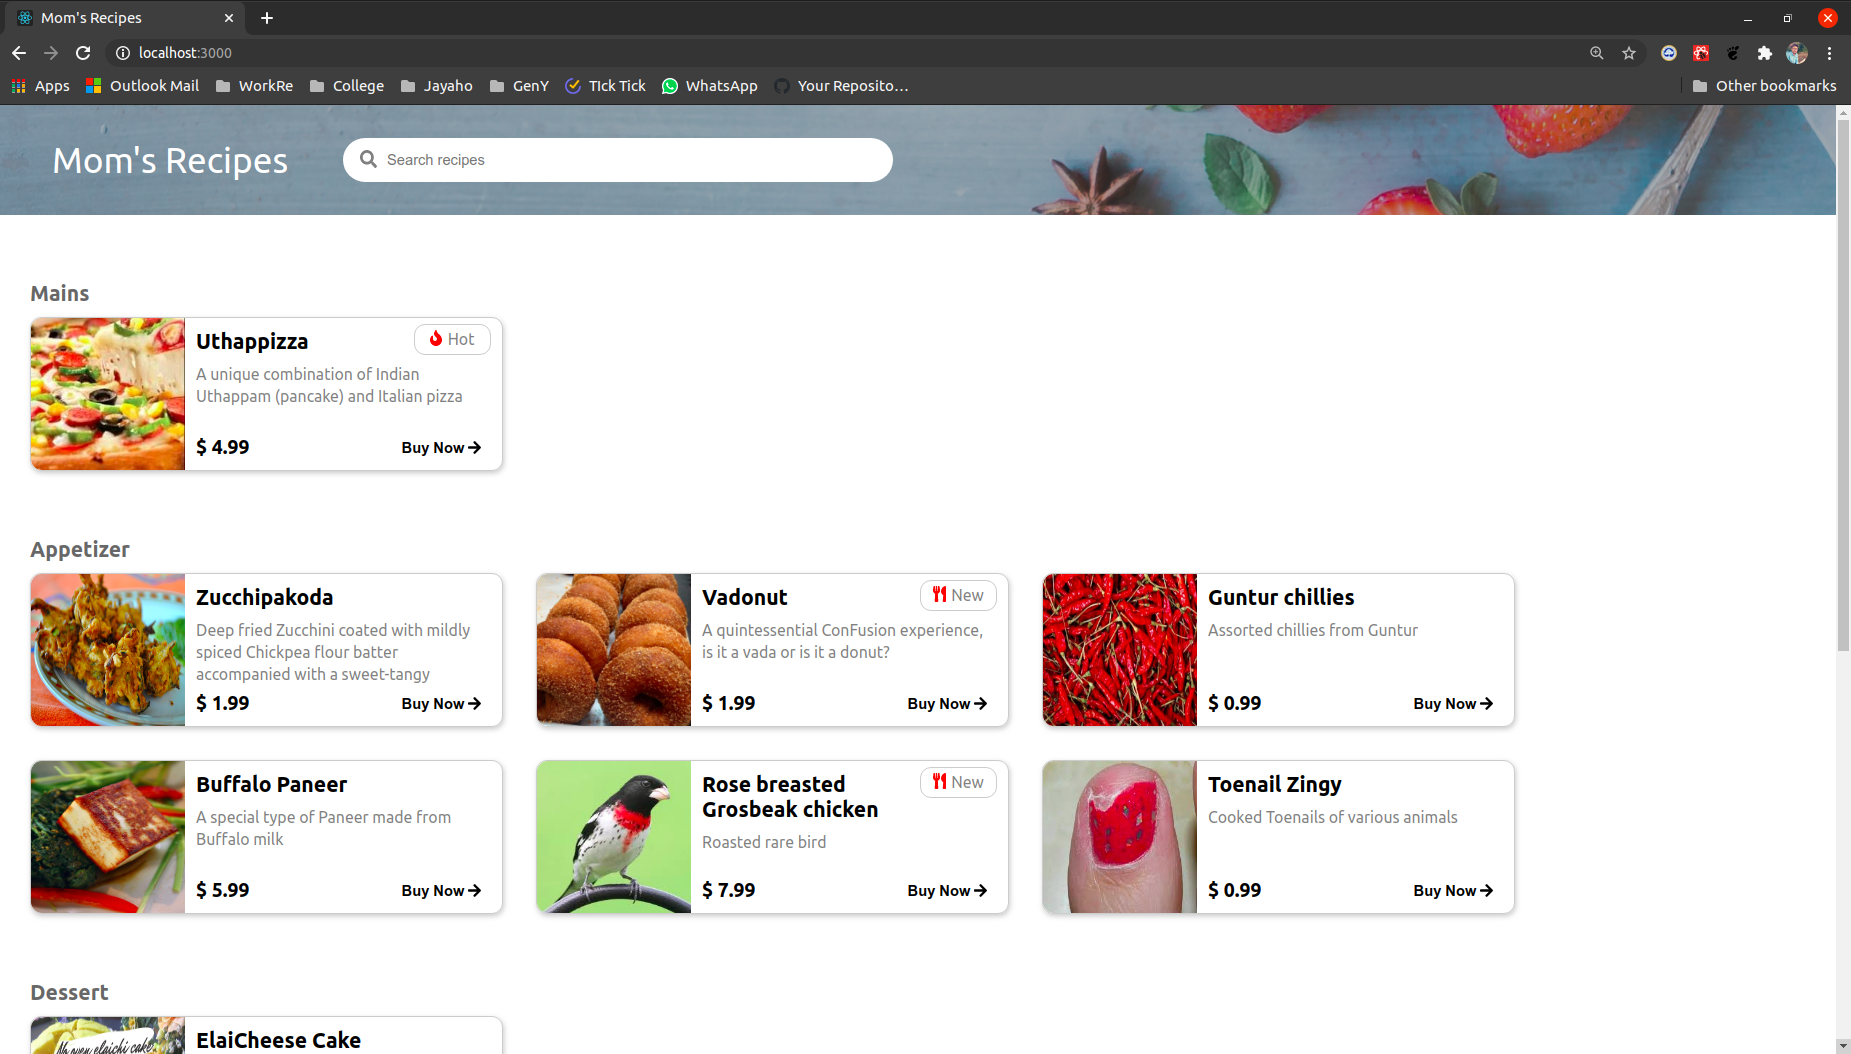 Mom's Recipes
localhost:3000
Apps
Outlook Mail
WorkRe
College
Jayaho
GenY
TIck Tick
WhatsApp
Your Reposito…
Other bookmarks
Mom's Recipes
Search recipes
Mains
Uthappizza
Hot
A unique combination of Indian
Uthappam (pancake) and Italian pizza
$ 4.99
Buy Now
Appetizer
Zucchipakoda
Deep fried Zucchini coated with mildly
spiced Chickpea flour batter
accompanied with a sweet-tangy
$ 1.99
Buy Now
Vadonut
New
A quintessential ConFusion experience,
is it a vada or is it a donut?
$ 1.99
Buy Now
Guntur chillies
Assorted chillies from Guntur
$ 0.99
Buy Now
Buffalo Paneer
A special type of Paneer made from
Buffalo milk
$ 5.99
Buy Now
Rose breasted
Grosbeak chicken
New
Roasted rare bird
$ 7.99
Buy Now
Toenail Zingy
Cooked Toenails of various animals
$ 0.99
Buy Now
Dessert
No oven elaichi cake
ElaiCheese Cake